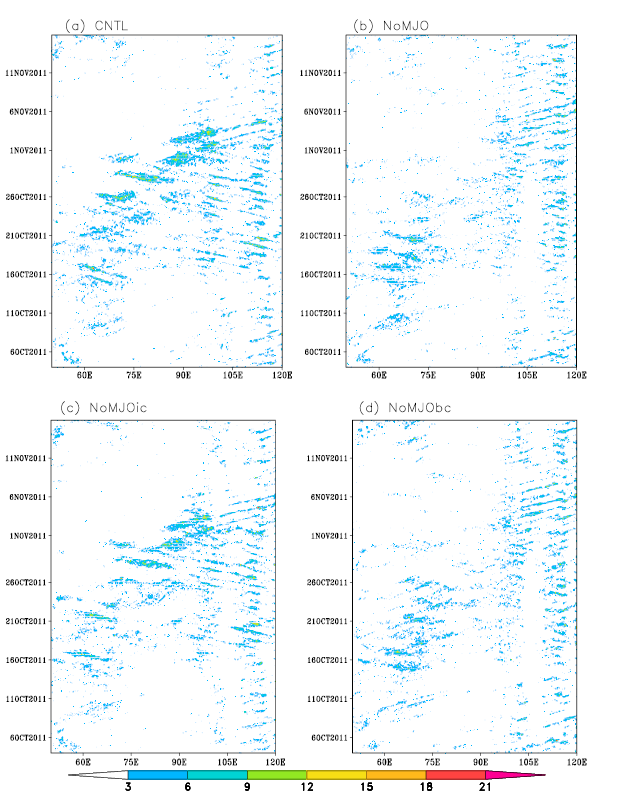 (a) CNTL
(b) NoMJO
11NOV2011
6NOV2011
1NOV2011
26OCT2011
21OCT2011
16OCT2011
11OCT2011
6OCT2011
60E 75E 90E 105E 120E
11NOV2011
6NOV2011
1NOV2011
26OCT2011
21OCT2011
16OCT2011
11OCT2011
6OCT2011
60E 75E 90E 105E 120E
(c) NoMJOic
(d) NoMJObc
11NOV2011
6NOV2011
1NOV2011
26OCT2011
21OCT2011
16OCT2011
11OCT2011
6OCT2011
60E 75E 90E 105E 120E
11NOV2011
6NOV2011
1NOV2011
26OCT2011
21OCT2011
16OCT2011
11OCT2011
6OCT2011
60E 75E 90E 105E 120E
3 6 9 12 15 18 21